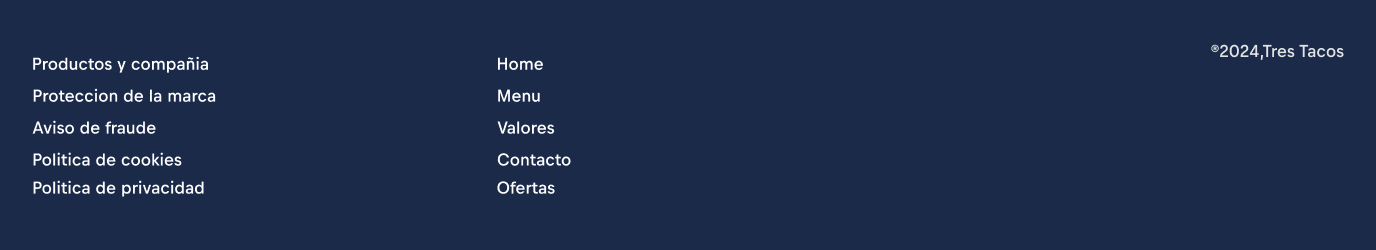 Productos y compañia
Proteccion de la marca
Aviso de fraude
Politica de cookies
Politica de privacidad
Home
Menu
Valores
Contacto
Ofertas
®2024,Tres Tacos